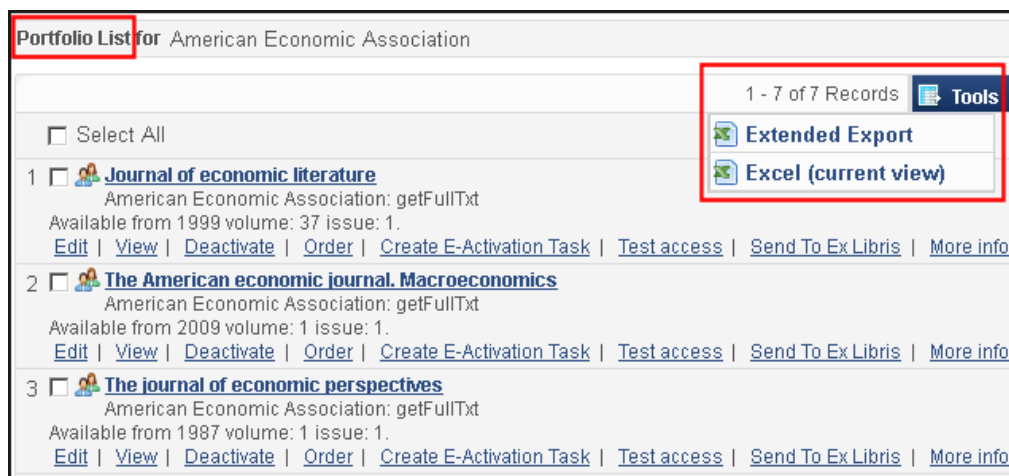 Portfolio List for American Economic Association
1 - 7 of 7 Records Tools
Select All
Extended Export
Excel (current view)
1 Journal of economic literature
American Economic Association: getFullTxt
Available from 1999 volume: 37 issue: 1.
Edit | View | Deactivate | Order | Create E-Activation Task | Test access | Send To Ex Libris | More info
2 The American economic journal. Macroeconomics
American Economic Association: getFullTxt
Available from 2009 volume: 1 issue: 1.
Edit | View | Deactivate | Order | Create E-Activation Task | Test access | Send To Ex Libris | More info
3 The journal of economic perspectives
American Economic Association: getFullTxt
Available from 1987 volume: 1 issue: 1.
Edit | View | Deactivate | Order | Create E-Activation Task | Test access | Send To Ex Libris | More info